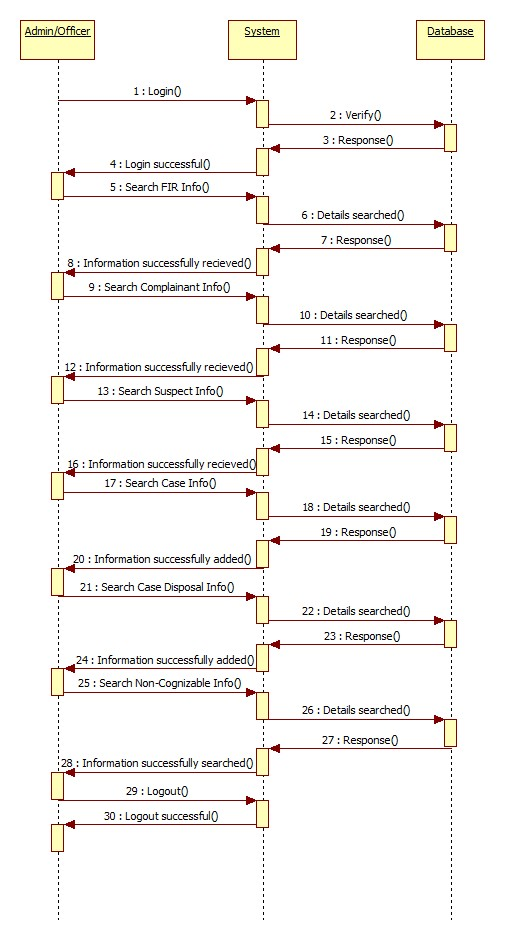 Admin/Officer
System
Database
1 : Login()
2 : Verify()
3 : Response()
4 : Login successful()
5 : Search FIR Info()
6 : Details searched()
7 : Response()
8 : Information successfully recieved()
9 : Search Complainant Info()
10 : Details searched()
11 : Response()
12 : Information successfully recieved()
13 : Search Suspect Info()
14 : Details searched()
15 : Response()
16 : Information successfully recieved()
17 : Search Case Info()
18 : Details searched()
19 : Response()
20 : Information successfully added()
21 : Search Case Disposal Info()
22 : Details searched()
23 : Response()
24 : Information successfully added()
25 : Search Non-Cognizable Info()
26 : Details searched()
27 : Response()
28 : Information successfully searched()
29 : Logout()
30 : Logout successful()